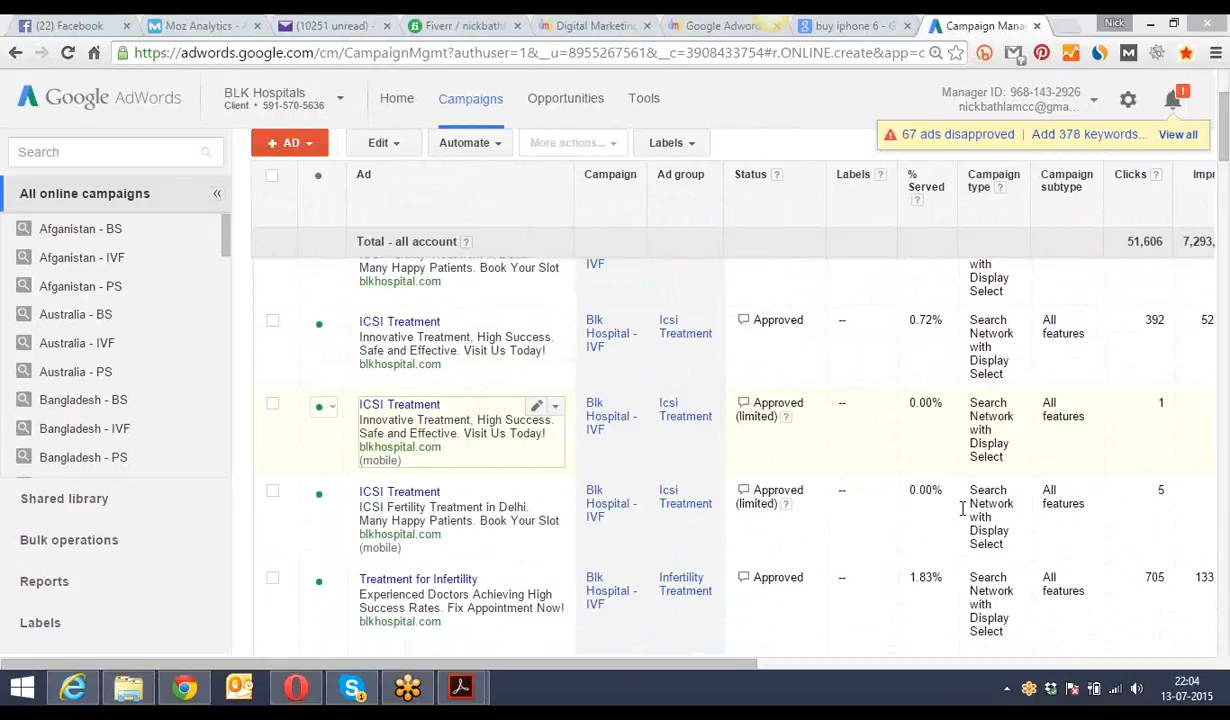 (22) Facebook
Moz Analytics -
(10251 unread) -
Fiverr / nickbath
Digital Marketing
Google Adword
buy iphone 6 - G
Campaign Mana
Nick
https://adwords.google.com/cm/CampaignMgmt?authuser=1&__u=8955267561&__c=3908433754#r.ONLINE.create&app=c
Google AdWords
BLK Hospitals
Client • 591-570-5636
Home
Campaigns
Opportunities
Tools
Manager ID: 968-143-2926
nickbathlamcc@gma...
67 ads disapproved | Add 378 keywords... View all
Search
+ AD
Edit
Automate
More actions...
Labels
All online campaigns
Afganistan - BS
Afganistan - IVF
Afganistan - PS
Australia - BS
Australia - IVF
Australia - PS
Bangladesh - BS
Bangladesh - IVF
Bangladesh - PS
Shared library
Bulk operations
Reports
Labels
Ad
Campaign
Ad group
Status ?
Labels ?
% Served ?
Campaign type ?
Campaign subtype
Clicks ?
Impr
Total - all account ?
51,606
7,293,
Many Happy Patients. Book Your Slot
blkhospital.com
IVF
with
Display
Select
ICSI Treatment
Innovative Treatment, High Success.
Safe and Effective. Visit Us Today!
blkhospital.com
Blk
Hospital -
IVF
Icsi
Treatment
Approved
--
0.72%
Search
Network
with
Display
Select
All
features
392
52
ICSI Treatment
Innovative Treatment, High Success.
Safe and Effective. Visit Us Today!
blkhospital.com
(mobile)
Blk
Hospital -
IVF
Icsi
Treatment
Approved
(limited) ?
--
0.00%
Search
Network
with
Display
Select
All
features
1
ICSI Treatment
ICSI Fertility Treatment in Delhi.
Many Happy Patients. Book Your Slot
blkhospital.com
(mobile)
Blk
Hospital -
IVF
Icsi
Treatment
Approved
(limited) ?
--
0.00%
Search
Network
with
Display
Select
All
features
5
Treatment for Infertility
Experienced Doctors Achieving High
Success Rates. Fix Appointment Now!
blkhospital.com
Blk
Hospital -
IVF
Infertility
Treatment
Approved
--
1.83%
Search
Network
with
Display
Select
All
features
705
133
22:04
13-07-2015